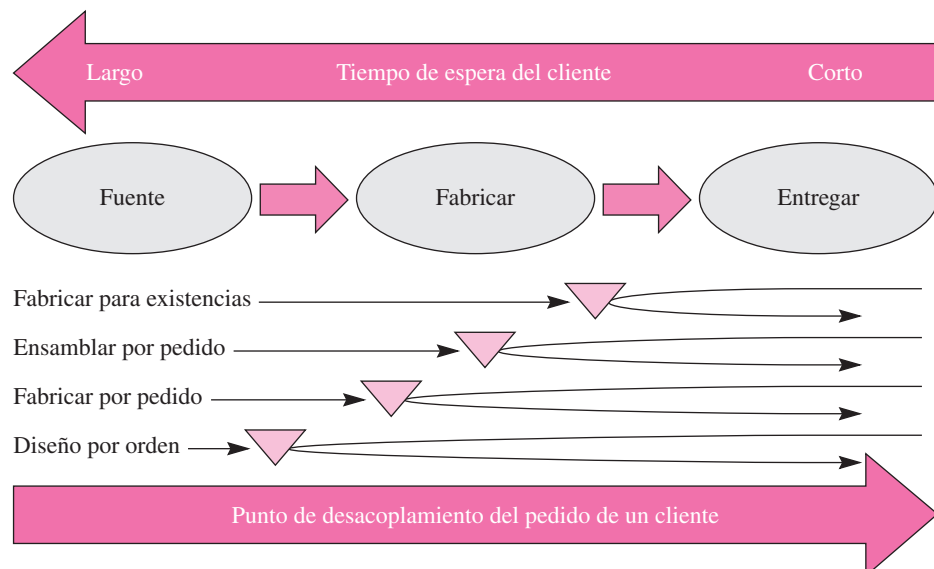 Largo Tiempo de espera del cliente Corto
Fuente Fabricar Entregar
Fabricar para existencias
Ensamblar por pedido
Fabricar por pedido
Diseño por orden
Punto de desacoplamiento del pedido de un cliente